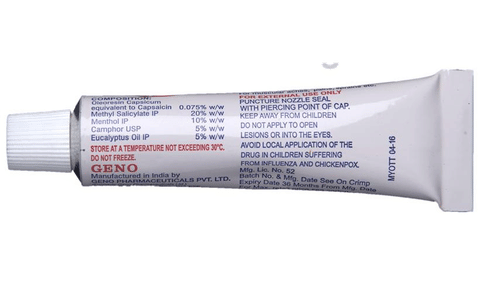 COMPOSITION:
Oleoresin Capsicum
equivalent to Capsaicin 0.075% w/w
Methyl Salicylate IP 20% w/w
Menthol IP 10% w/w
Camphor USP 5% w/w
Eucalyptus Oil IP 5% w/w
STORE AT A TEMPERATURE NOT EXCEEDING 30°C.
DO NOT FREEZE.
GENO
Manufactured in India by
GENO PHARMACEUTICALS PVT. LTD.
FOR EXTERNAL USE ONLY
PUNCTURE NOZZLE SEAL
WITH PIERCING POINT OF CAP.
KEEP AWAY FROM CHILDREN
DO NOT APPLY TO OPEN
LESIONS OR INTO THE EYES.
AVOID LOCAL APPLICATION OF THE
DRUG IN CHILDREN SUFFERING
FROM INFLUENZA AND CHICKENPOX.
Mfg. Lic. No. 52
Batch No. & Mfg. Date See On Crimp
Expiry Date 36 Months From Mfg. Date
MYOTT 04-16